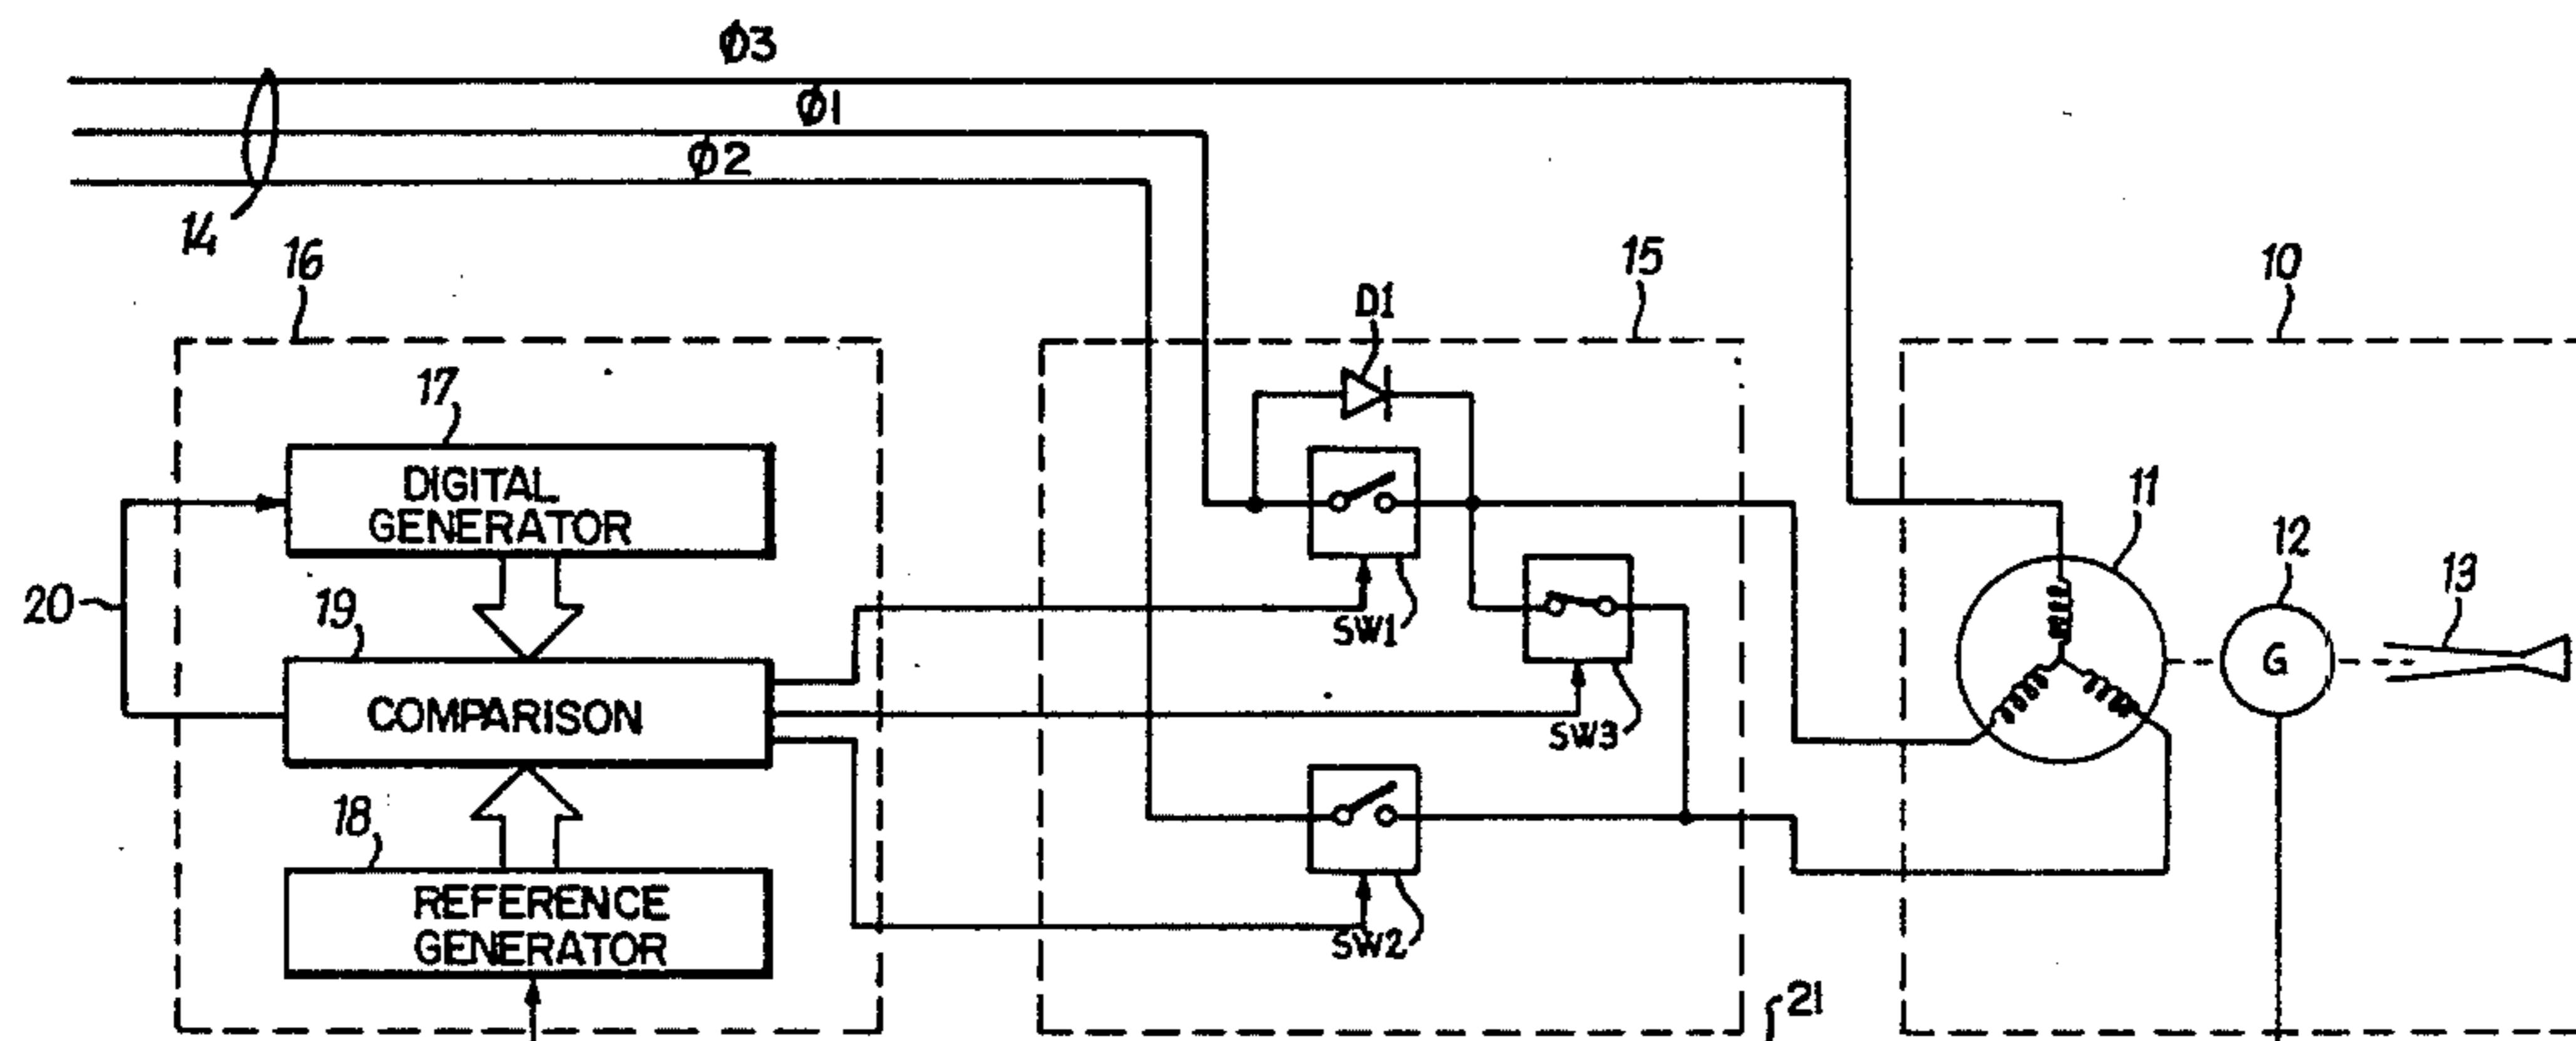 Ø3
Ø1
Ø2
14
16
15
10
D1
17
DIGITAL
GENERATOR
11
12
13
20
19
SW1
G
COMPARISON
SW3
18
REFERENCE
GENERATOR
SW2
21